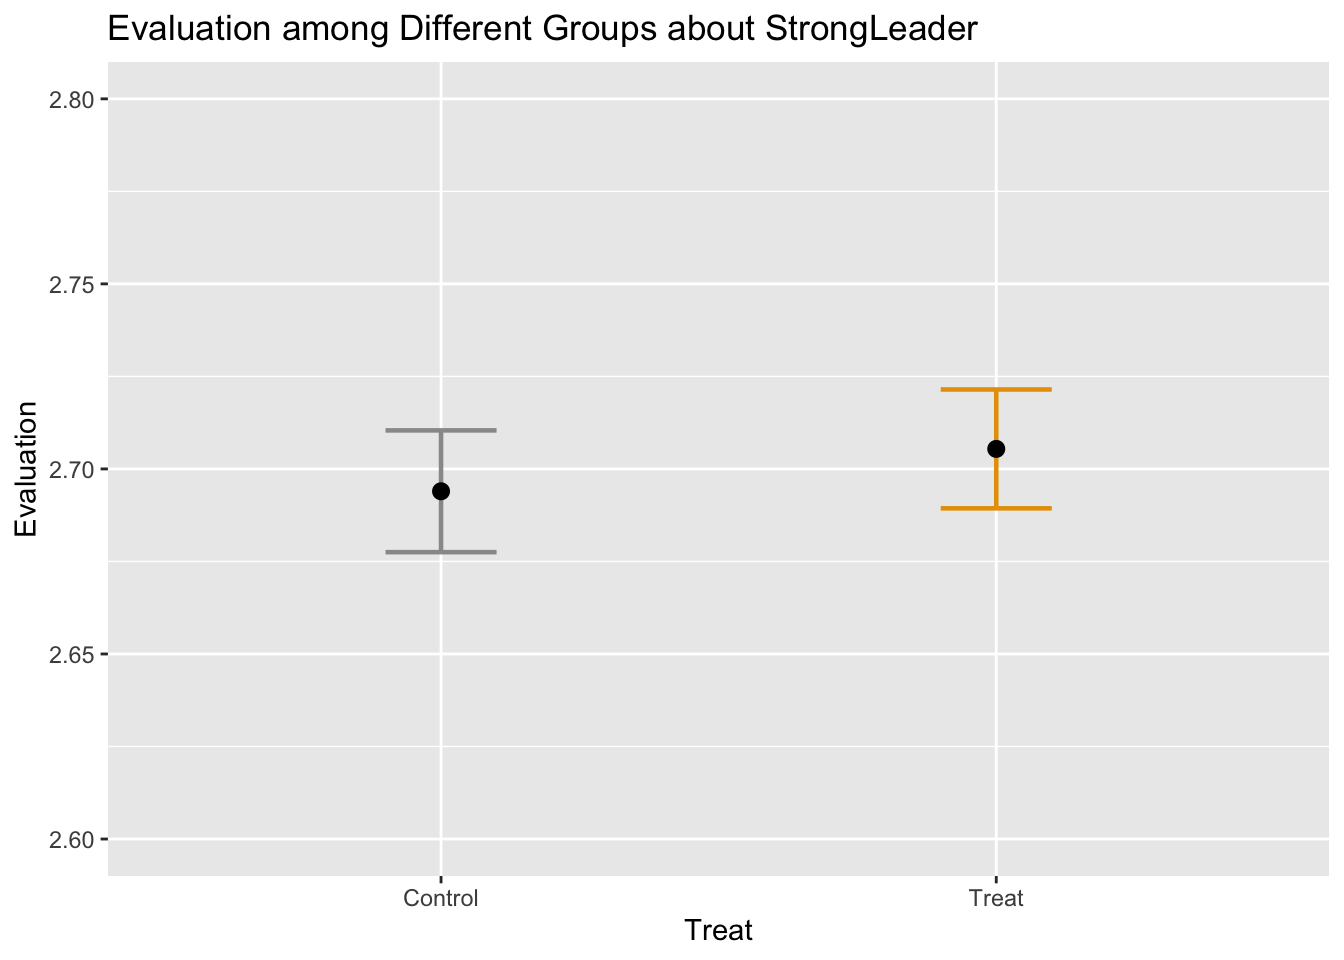 Evaluation among Different Groups about StrongLeader
2.80
2.75
2.70
2.65
2.60
Evaluation
Control
Treat
Treat